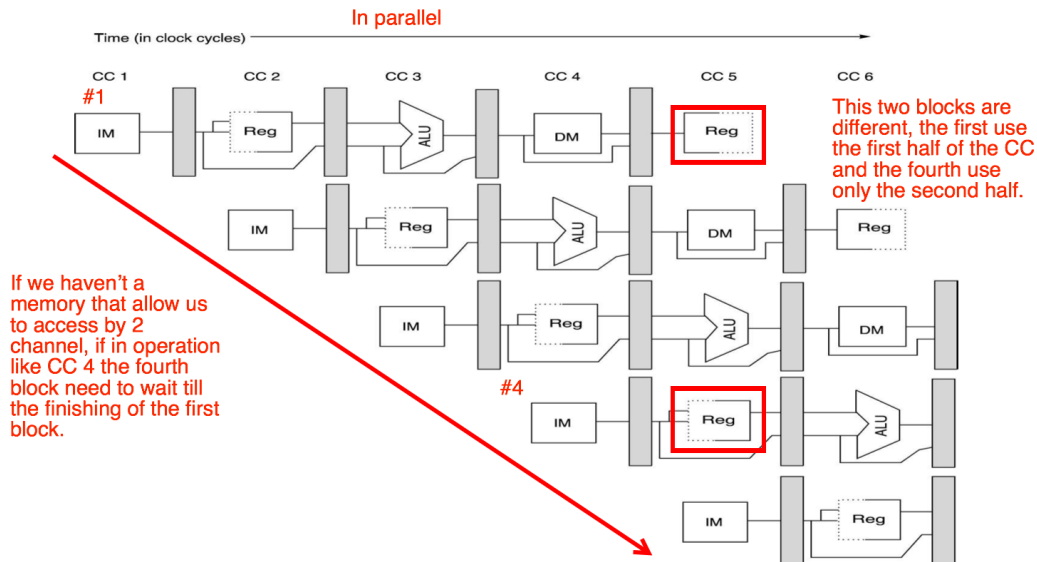 In parallel
Time (in clock cycles)
CC 1 CC 2 CC 3 CC 4 CC 5 CC 6
#1
IM Reg ALU DM Reg
This two blocks are
different, the first use
the first half of the CC
and the fourth use
only the second half.
IM Reg ALU DM Reg
If we haven't a
memory that allow us
to access by 2
channel, if in operation
like CC 4 the fourth
block need to wait till
the finishing of the first
block.
IM Reg ALU DM
#4
IM Reg ALU
IM Reg